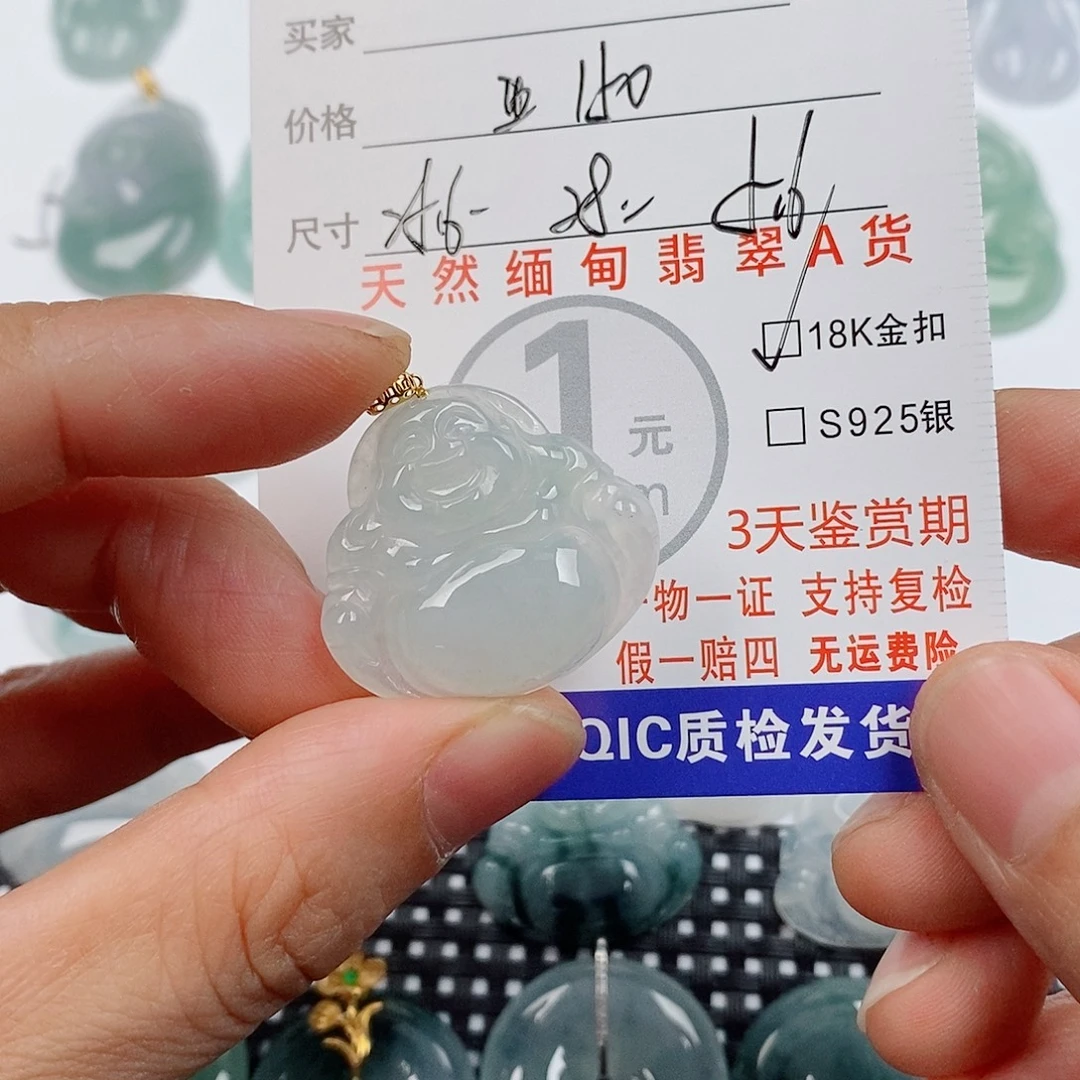 买家
价格
尺寸
天然缅甸翡翠A货
1元
18K金扣
S925银
3天鉴赏期
物一证 支持复检
假一赔四 无运费险
QIC质检发货